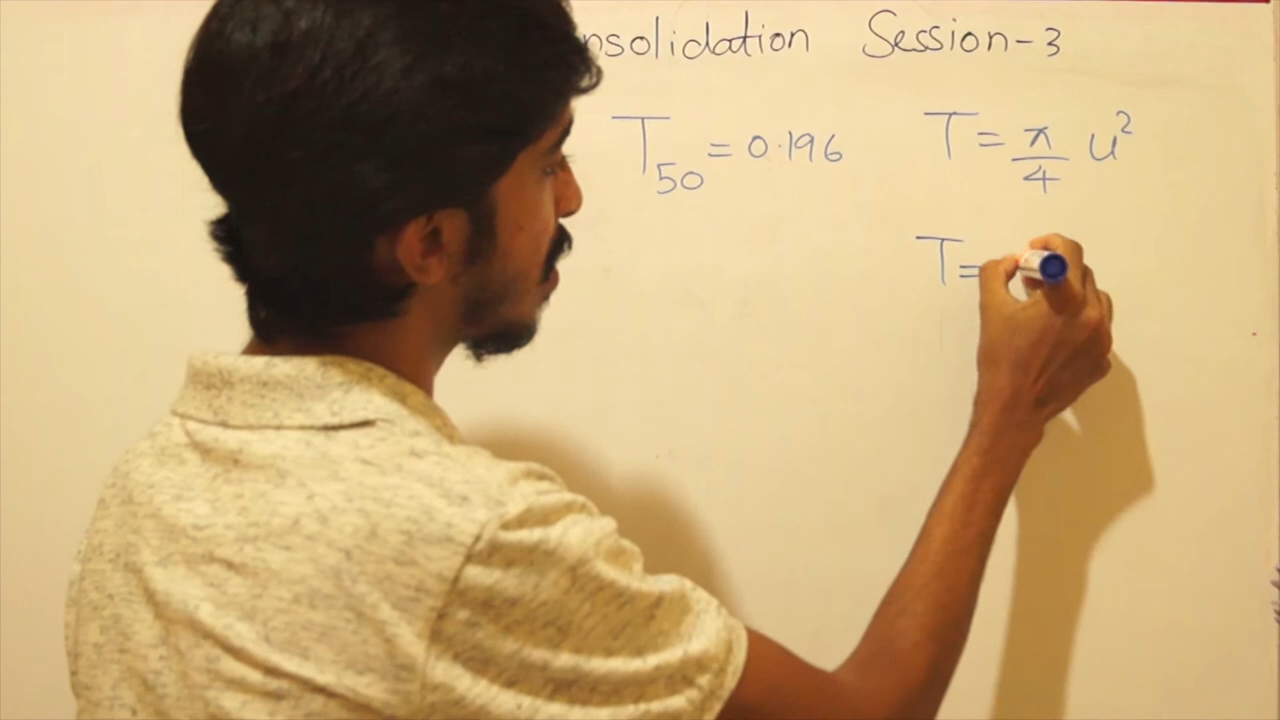 nsolidation Session-3
T50 = 0.196 T = π/4 u²
T =